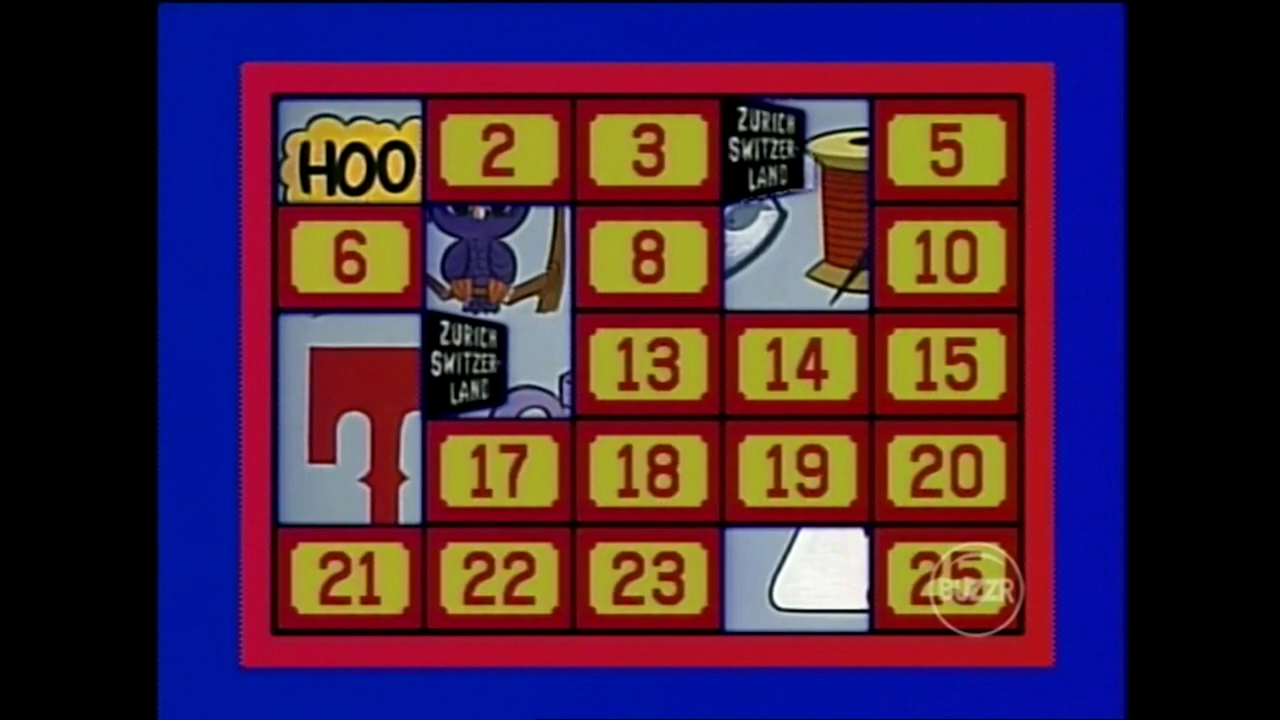 HOO
2
3
ZURICH
SWITZER-
LAND
5
6
8
10
ZURICH
SWITZER-
LAND
13
14
15
T
17
18
19
20
21
22
23
25
BUZZR